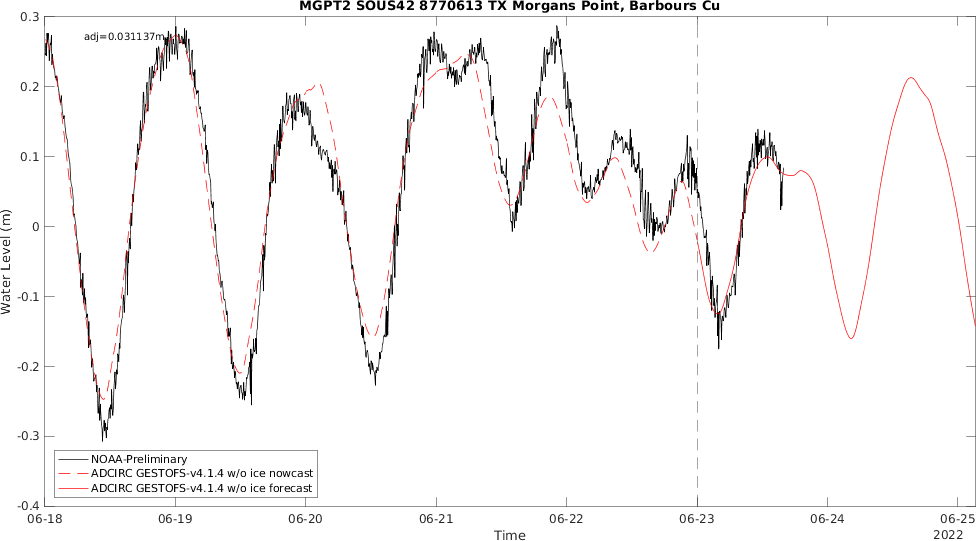 MGPT2 SOUS42 8770613 TX Morgans Point, Barbours Cu
adj=0.031137m
0.3
0.2
0.1
0
-0.1
-0.2
-0.3
-0.4
Water Level (m)
NOAA-Preliminary
ADCIRC GESTOFS-v4.1.4 w/o ice nowcast
ADCIRC GESTOFS-v4.1.4 w/o ice forecast
06-18 06-19 06-20 06-21 06-22 06-23 06-24 06-25
Time
2022